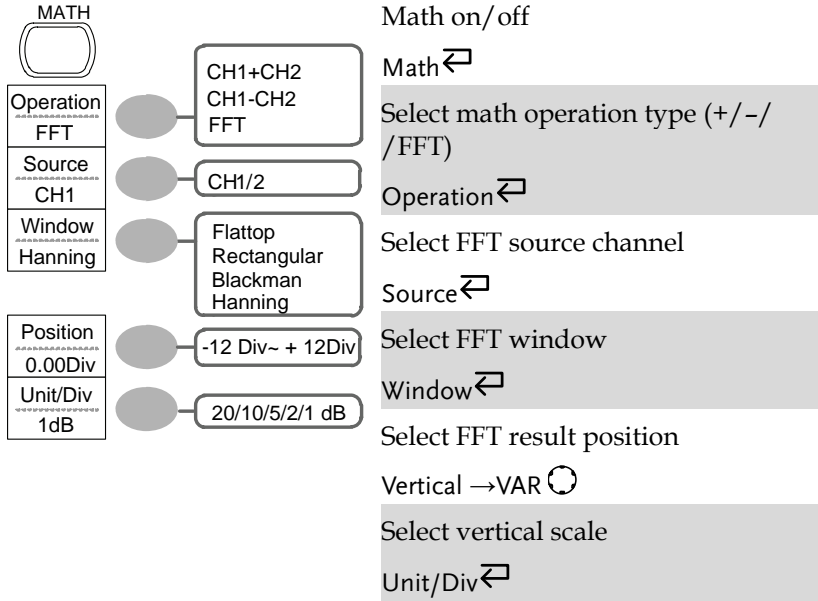 MATH
Operation
FFT
Source
CH1
Window
Hanning
Position
0.00Div
Unit/Div
1dB
CH1+CH2
CH1-CH2
FFT
CH1/2
Flattop
Rectangular
Blackman
Hanning
-12 Div~ + 12Div
20/10/5/2/1 dB
Math on/off
Math
Select math operation type (+/–/
/FFT)
Operation
Select FFT source channel
Source
Select FFT window
Window
Select FFT result position
Vertical →VAR
Select vertical scale
Unit/Div